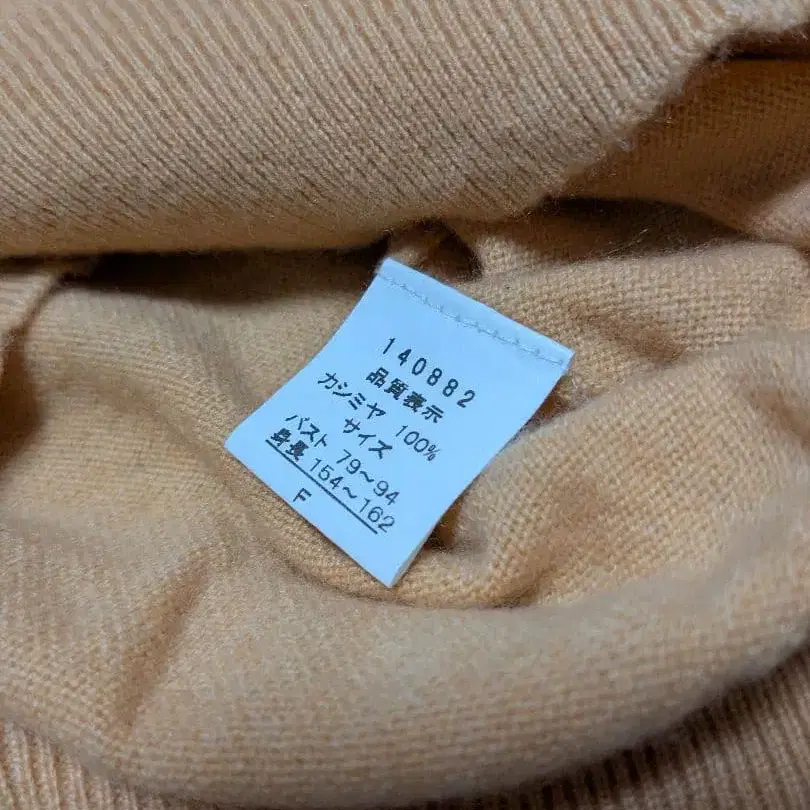 140882
品質表示
カシミヤ 100%
サイズ
バスト 79～94
身長 154～162
F